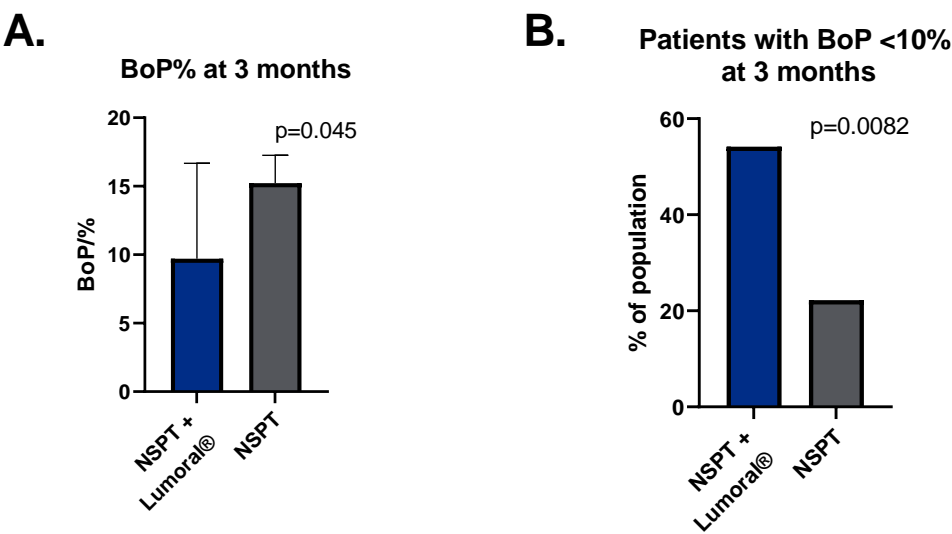 A.
BoP% at 3 months
p=0.045
20
15
10
5
0
BoP/%
NSPT +
Lumoral®
NSPT
B.
Patients with BoP <10%
at 3 months
p=0.0082
60
40
20
0
% of population
NSPT +
Lumoral®
NSPT